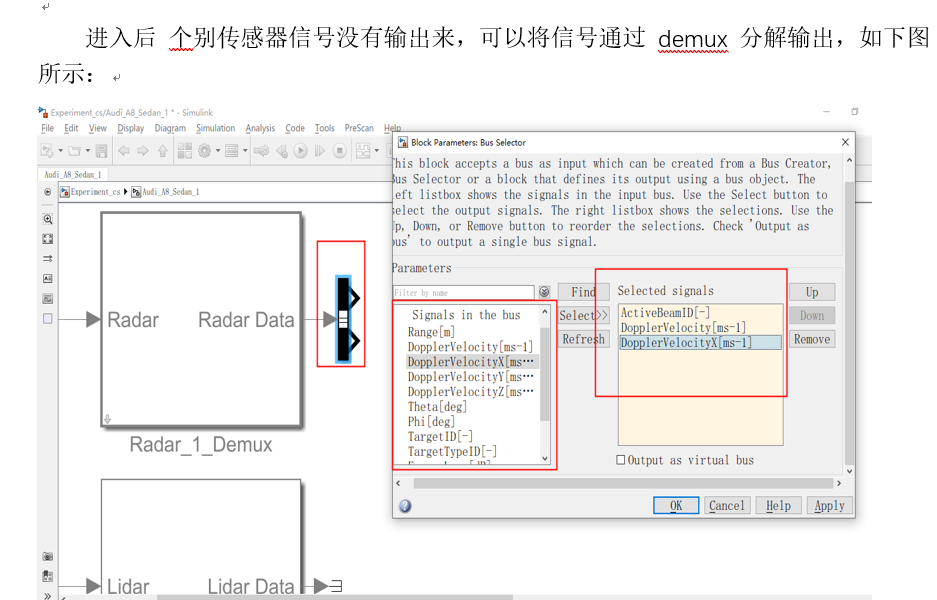 进入后 个别传感器信号没有输出来，可以将信号通过 demux 分解输出，如下图
所示：
Experiment_cs/Audi_A8_Sedan_1 * - Simulink
File Edit View Display Diagram Simulation Analysis Code Tools PreScan Help
Audi_A8_Sedan_1
Experiment_cs Audi_A8_Sedan_1
Radar Radar Data
Radar_1_Demux
Lidar Lidar Data
Block Parameters: Bus Selector
This block accepts a bus as input which can be created from a Bus Creator,
Bus Selector or a block that defines its output using a bus object. The
left listbox shows the signals in the input bus. Use the Select button to
select the output signals. The right listbox shows the selections. Use the
Up, Down, or Remove button to reorder the selections. Check 'Output as
bus' to output a single bus signal.
Parameters
Filter by name
Find
Select>>
Refresh
Signals in the bus
Range[m]
DopplerVelocity[ms-1]
DopplerVelocityX[ms...
DopplerVelocityY[ms...
DopplerVelocityZ[ms...
Theta[deg]
Phi[deg]
TargetID[-]
TargetTypeID[-]
Selected signals
ActiveBeamID[-]
DopplerVelocity[ms-1]
DopplerVelocityX[ms-1]
Up
Down
Remove
Output as virtual bus
OK Cancel Help Apply